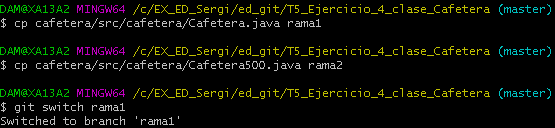 DAM@XA13A2 MINGW64 /c/EX_ED_Sergi/ed_git/T5_Ejercicio_4_clase_Cafetera (master)
$ cp cafetera/src/cafetera/Cafetera.java rama1
DAM@XA13A2 MINGW64 /c/EX_ED_Sergi/ed_git/T5_Ejercicio_4_clase_Cafetera (master)
$ cp cafetera/src/cafetera/Cafetera500.java rama2
DAM@XA13A2 MINGW64 /c/EX_ED_Sergi/ed_git/T5_Ejercicio_4_clase_Cafetera (master)
$ git switch rama1
Switched to branch 'rama1'